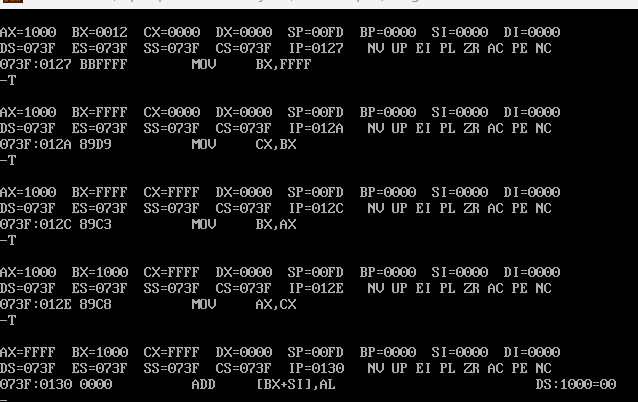 AX=1000  BX=0012  CX=0000  DX=0000  SP=00FD  BP=0000  SI=0000  DI=0000
DS=073F  ES=073F  SS=073F  CS=073F  IP=0127   NV UP EI PL ZR AC PE NC
073F:0127 BBFFFF        MOV     BX,FFFF
-T
AX=1000  BX=FFFF  CX=0000  DX=0000  SP=00FD  BP=0000  SI=0000  DI=0000
DS=073F  ES=073F  SS=073F  CS=073F  IP=012A   NV UP EI PL ZR AC PE NC
073F:012A 89D9          MOV     CX,BX
-T
AX=1000  BX=FFFF  CX=FFFF  DX=0000  SP=00FD  BP=0000  SI=0000  DI=0000
DS=073F  ES=073F  SS=073F  CS=073F  IP=012C   NV UP EI PL ZR AC PE NC
073F:012C 89C3          MOV     BX,AX
-T
AX=1000  BX=1000  CX=FFFF  DX=0000  SP=00FD  BP=0000  SI=0000  DI=0000
DS=073F  ES=073F  SS=073F  CS=073F  IP=012E   NV UP EI PL ZR AC PE NC
073F:012E 89C8          MOV     AX,CX
-T
AX=FFFF  BX=1000  CX=FFFF  DX=0000  SP=00FD  BP=0000  SI=0000  DI=0000
DS=073F  ES=073F  SS=073F  CS=073F  IP=0130   NV UP EI PL ZR AC PE NC
073F:0130 0000          ADD     [BX+SI],AL                         DS:1000=00